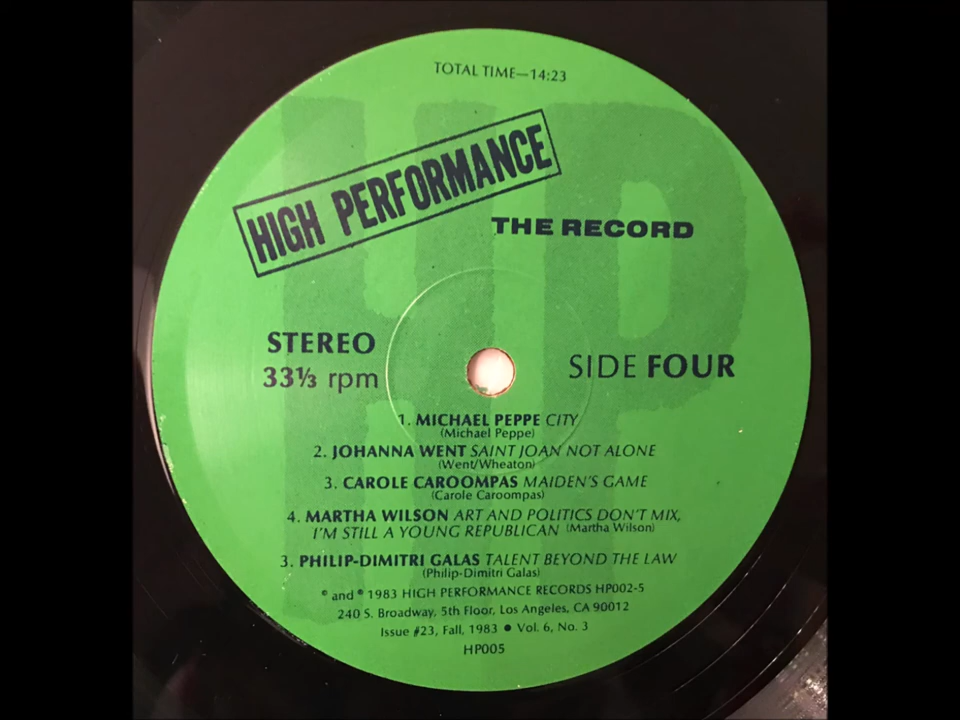 TOTAL TIME—14:23
HIGH PERFORMANCE
THE RECORD
STEREO
33⅓ rpm
SIDE FOUR
HP
1. MICHAEL PEPPE CITY
(Michael Peppe)
2. JOHANNA WENT SAINT JOAN NOT ALONE
(Went/Wheaton)
3. CAROLE CAROOMPAS MAIDEN'S GAME
(Carole Caroompas)
4. MARTHA WILSON ART AND POLITICS DON'T MIX,
I'M STILL A YOUNG REPUBLICAN (Martha Wilson)
3. PHILIP-DIMITRI GALAS TALENT BEYOND THE LAW
(Philip-Dimitri Galas)
© and ℗ 1983 HIGH PERFORMANCE RECORDS HP002-5
240 S. Broadway, 5th Floor, Los Angeles, CA 90012
Issue #23, Fall, 1983 ● Vol. 6, No. 3
HP005